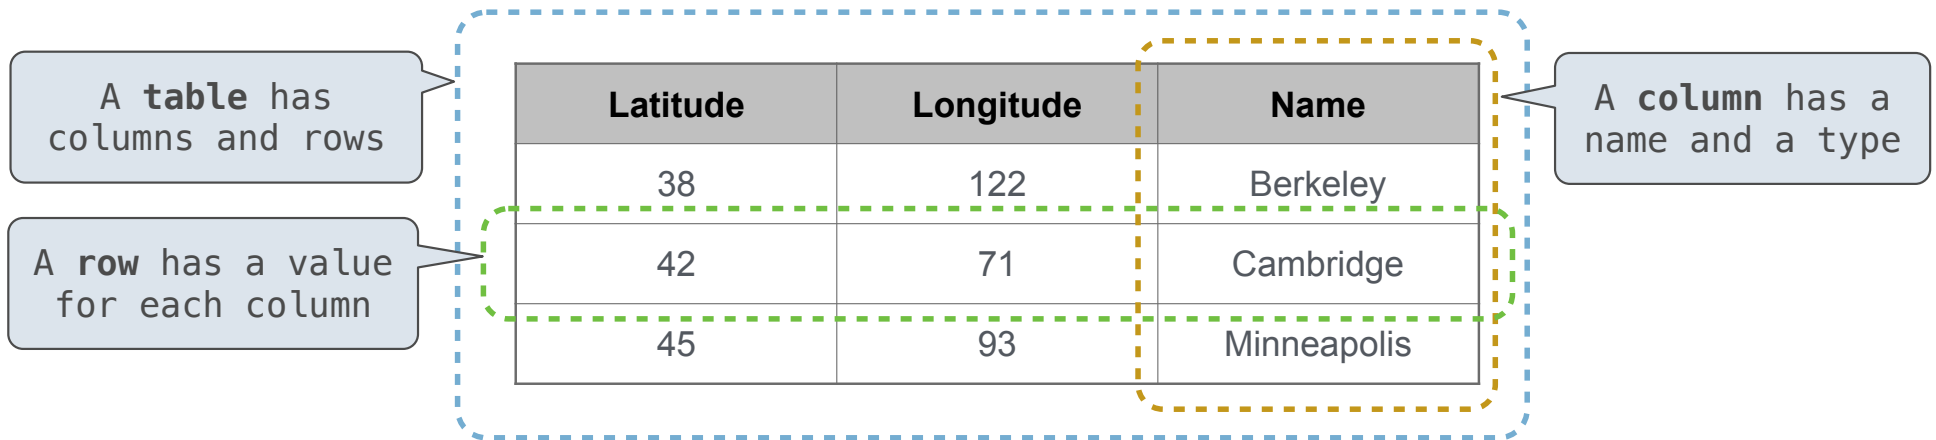 A table has
columns and rows
A row has a value
for each column
Latitude Longitude Name
38 122 Berkeley
42 71 Cambridge
45 93 Minneapolis
A column has a
name and a type